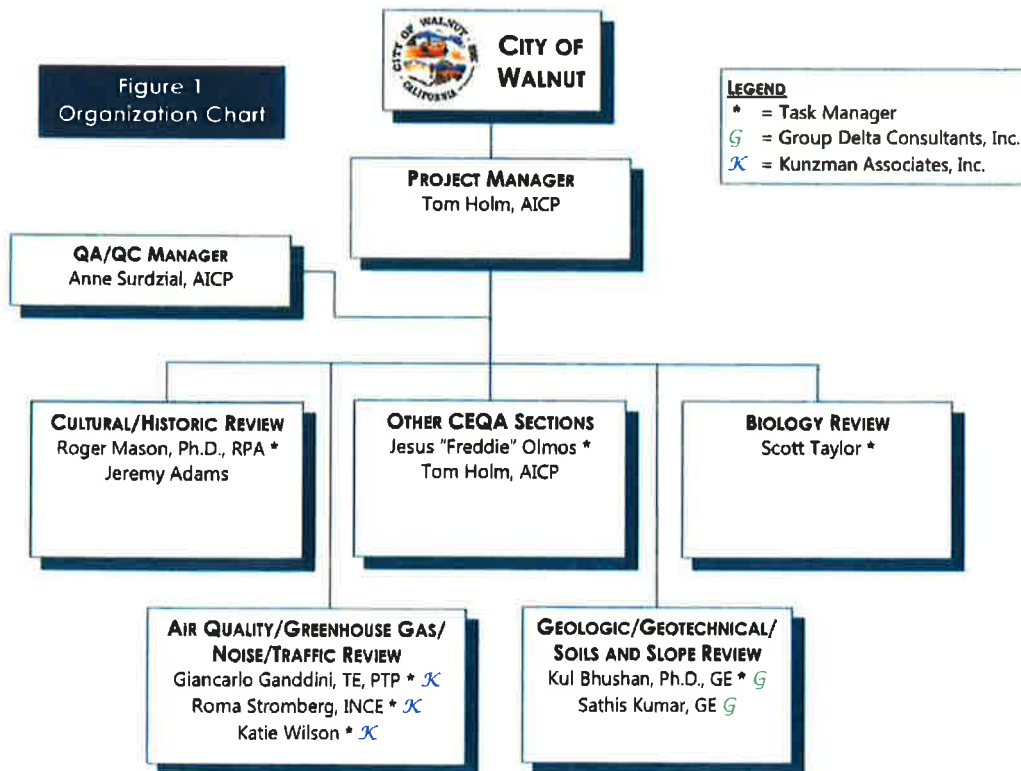 CITY OF WALNUT
CALIFORNIA
CITY OF
WALNUT
Figure 1
Organization Chart
LEGEND
* = Task Manager
G = Group Delta Consultants, Inc.
K = Kunzman Associates, Inc.
PROJECT MANAGER
Tom Holm, AICP
QA/QC MANAGER
Anne Surdzial, AICP
CULTURAL/HISTORIC REVIEW
Roger Mason, Ph.D., RPA *
Jeremy Adams
OTHER CEQA SECTIONS
Jesus "Freddie" Olmos *
Tom Holm, AICP
BIOLOGY REVIEW
Scott Taylor *
AIR QUALITY/GREENHOUSE GAS/
NOISE/TRAFFIC REVIEW
Giancarlo Ganddini, TE, PTP * K
Roma Stromberg, INCE * K
Katie Wilson * K
GEOLOGIC/GEOTECHNICAL/
SOILS AND SLOPE REVIEW
Kul Bhushan, Ph.D., GE * G
Sathis Kumar, GE G